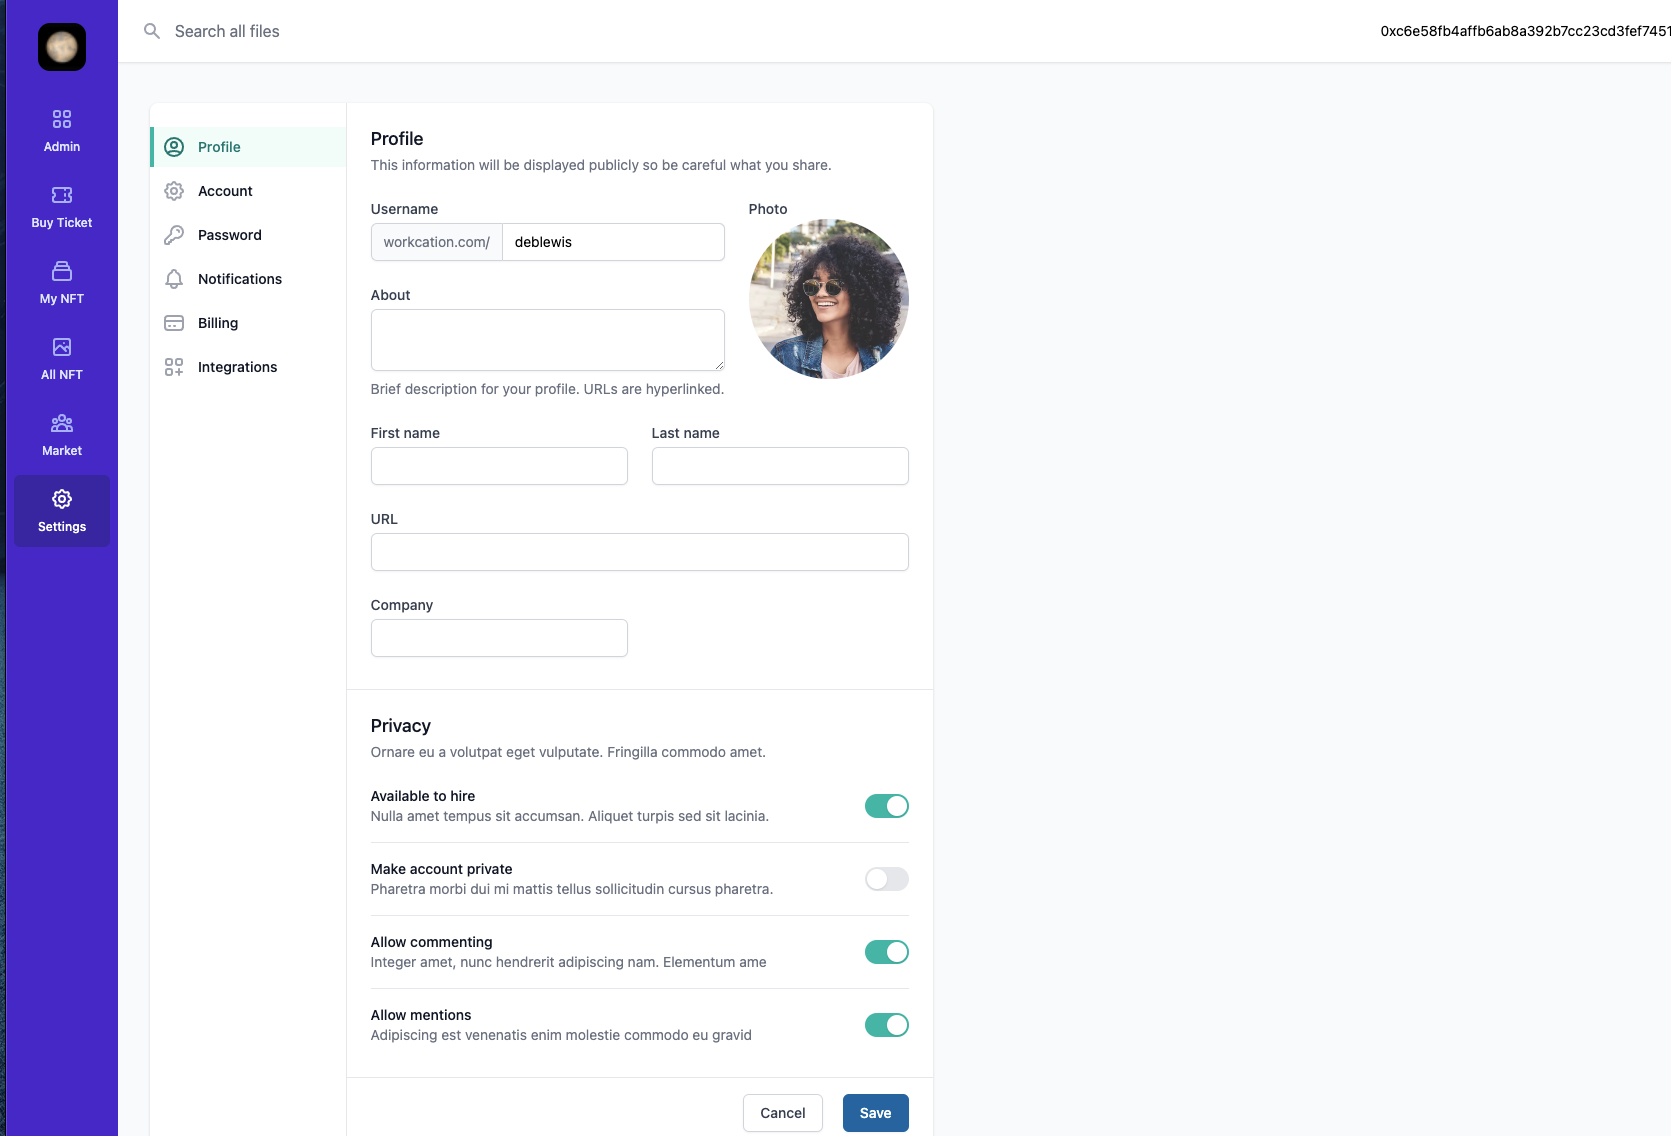 Search all files
0xc6e58fb4affb6ab8a392b7cc23cd3fef7451
Admin
Buy Ticket
My NFT
All NFT
Market
Settings
Profile
Account
Password
Notifications
Billing
Integrations
Profile
This information will be displayed publicly so be careful what you share.
Username
workcation.com/ deblewis
Photo
About
Brief description for your profile. URLs are hyperlinked.
First name
Last name
URL
Company
Privacy
Ornare eu a volutpat eget vulputate. Fringilla commodo amet.
Available to hire
Nulla amet tempus sit accumsan. Aliquet turpis sed sit lacinia.
Make account private
Pharetra morbi dui mi mattis tellus sollicitudin cursus pharetra.
Allow commenting
Integer amet, nunc hendrerit adipiscing nam. Elementum ame
Allow mentions
Adipiscing est venenatis enim molestie commodo eu gravid
Cancel
Save